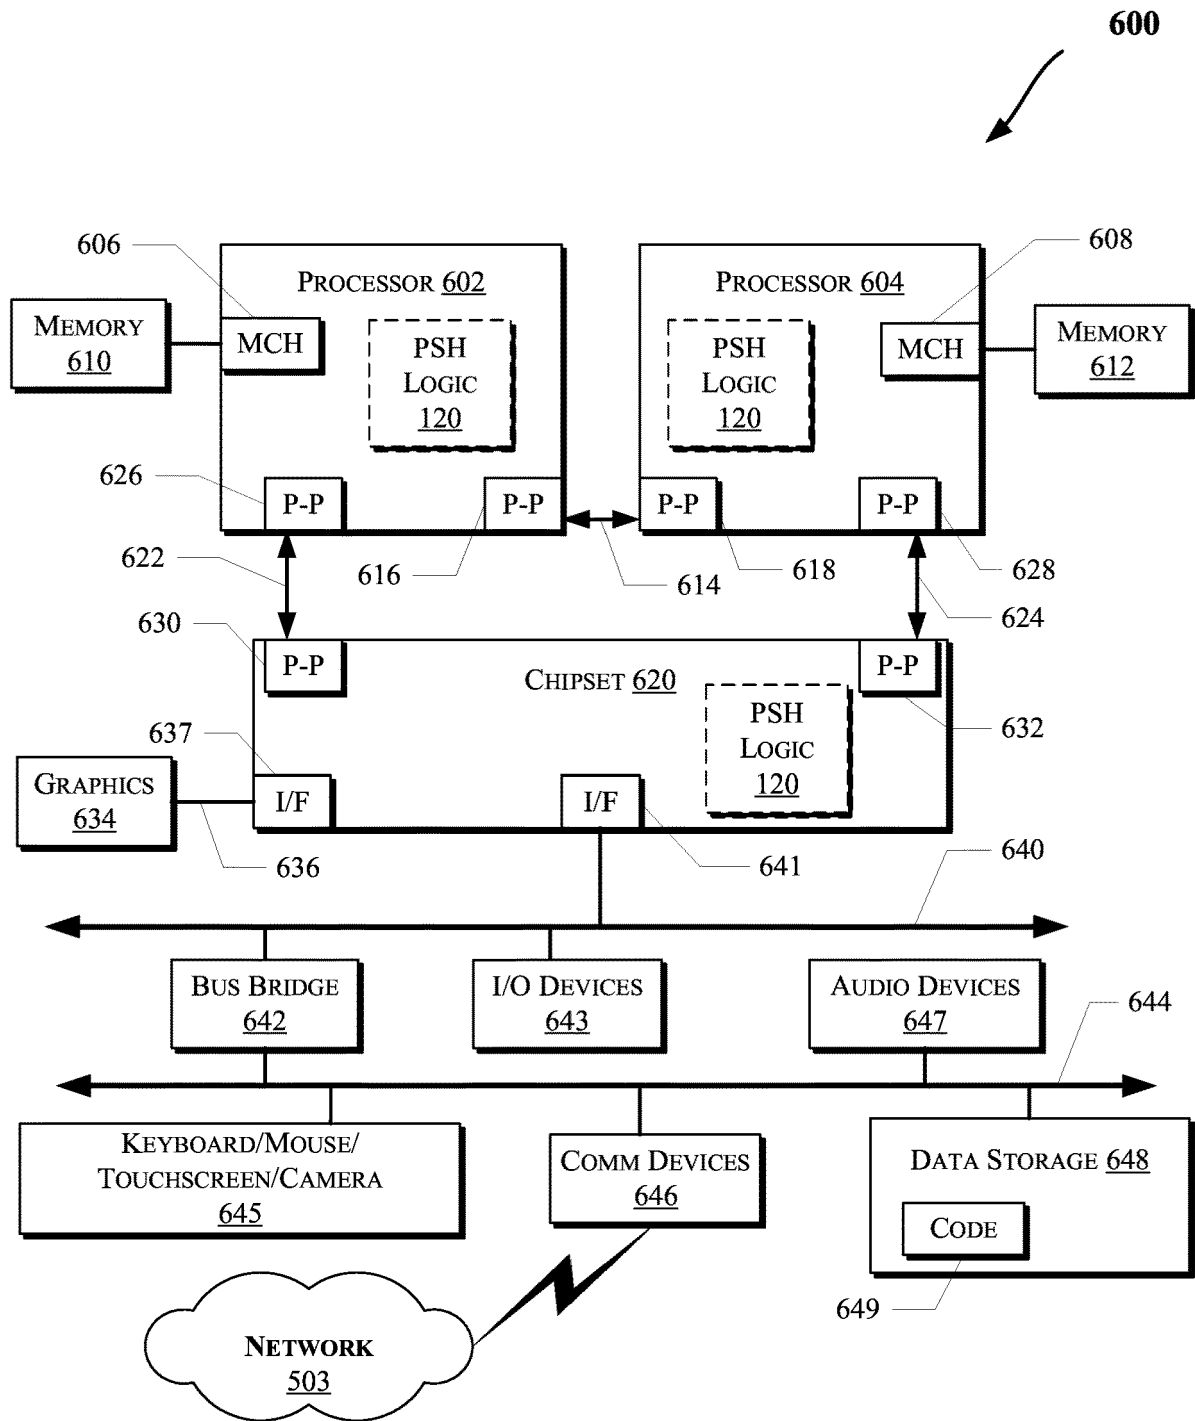 600
606
608
PROCESSOR 602
PROCESSOR 604
MEMORY
610
MCH
PSH
LOGIC
120
PSH
LOGIC
120
MCH
MEMORY
612
626
P-P
P-P
P-P
P-P
622
616
614
618
628
624
630
P-P
CHIPSET 620
P-P
PSH
LOGIC
120
632
637
GRAPHICS
634
I/F
I/F
636
641
640
BUS BRIDGE
642
I/O DEVICES
643
AUDIO DEVICES
647
644
KEYBOARD/MOUSE/
TOUCHSCREEN/CAMERA
645
COMM DEVICES
646
DATA STORAGE 648
CODE
649
NETWORK
503